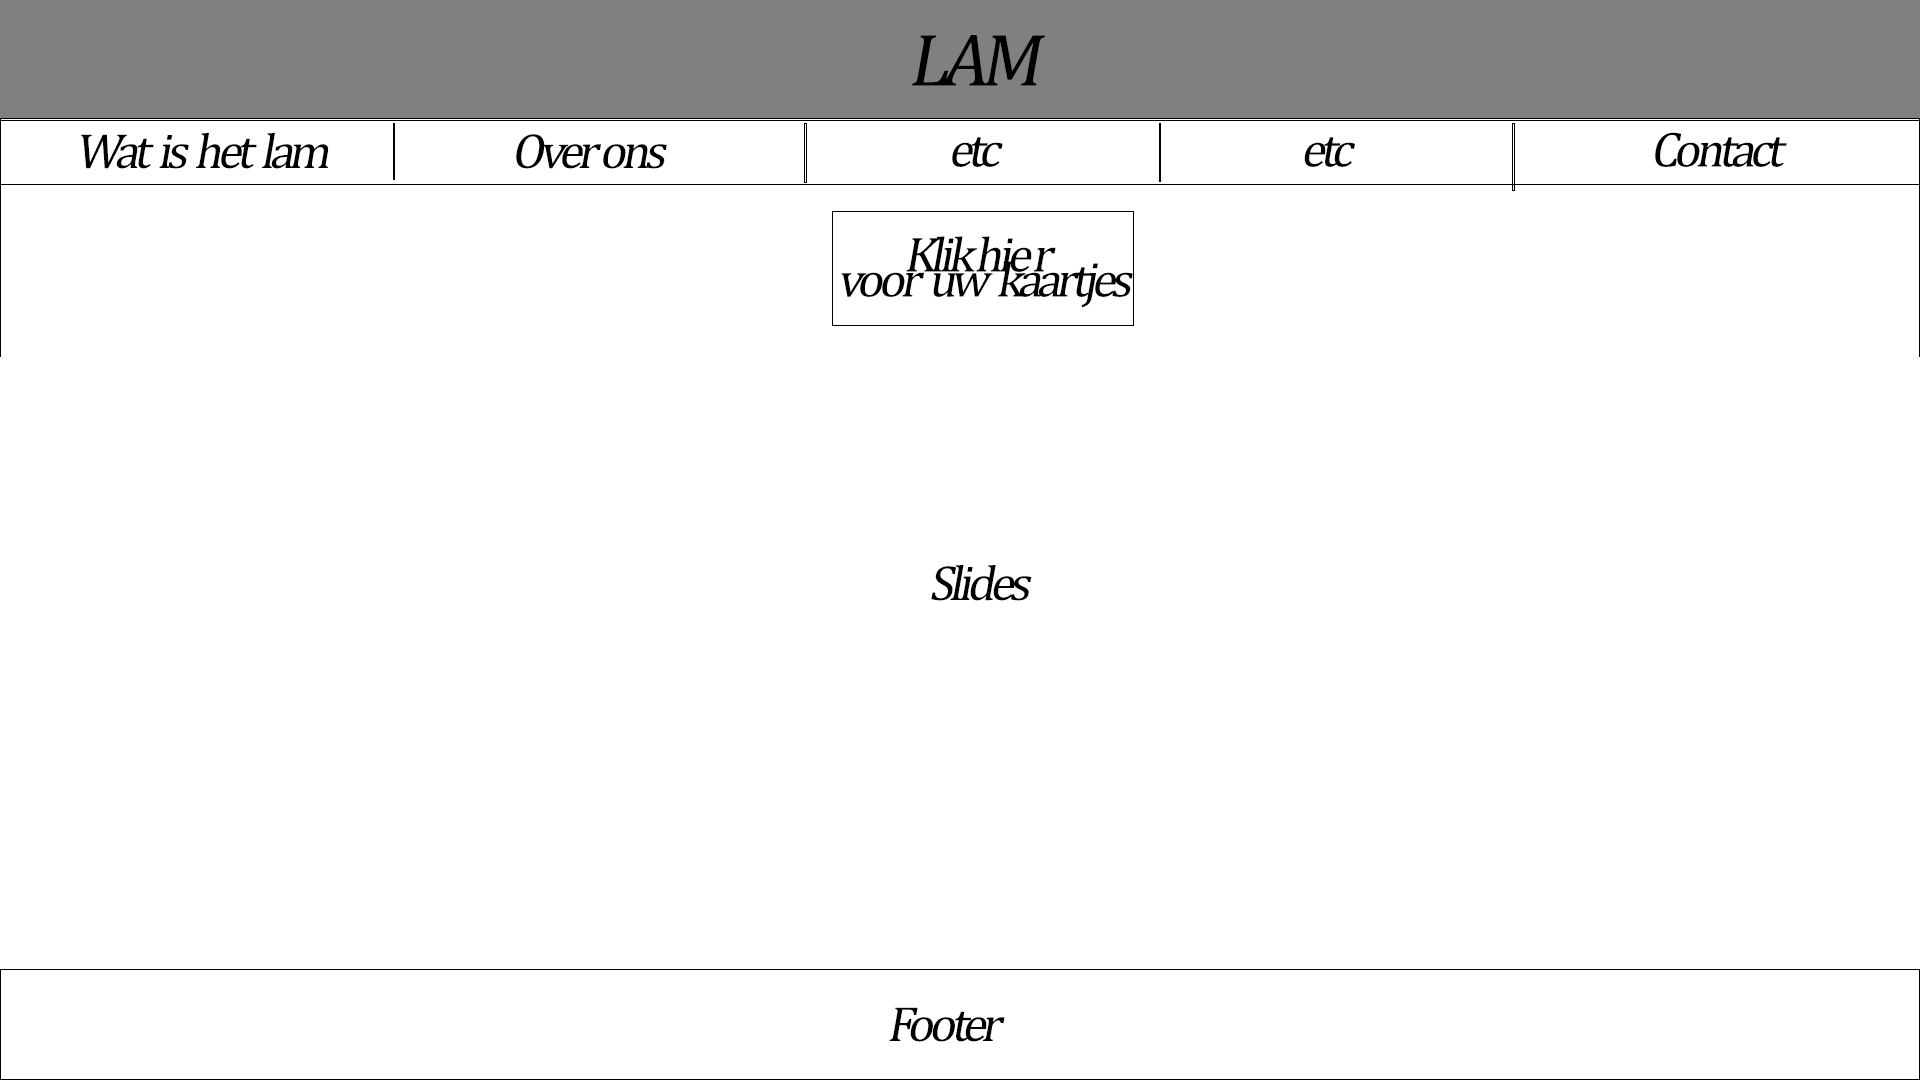 LAM
Wat is het lam
Over ons
etc
etc
Contact
Klik hier
voor uw kaartjes
Slides
Footer